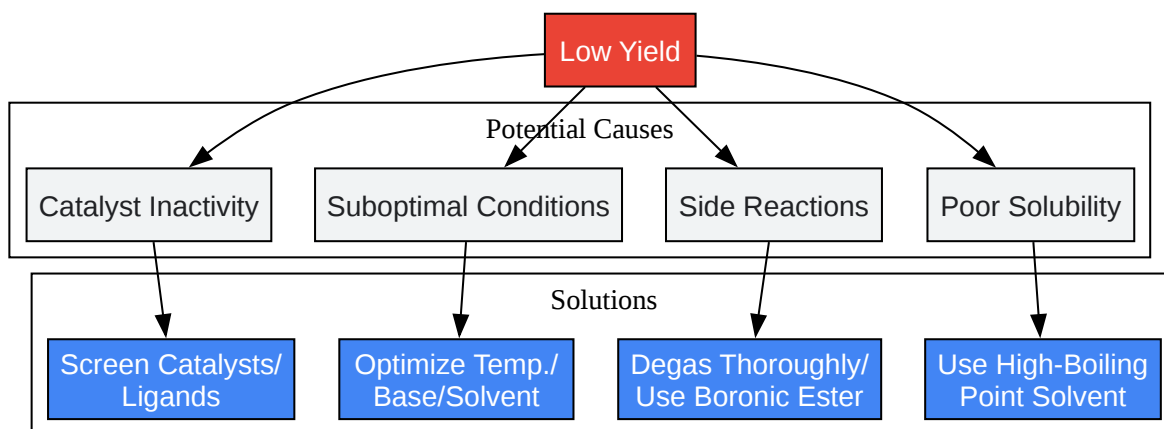 Low Yield
Potential Causes
Catalyst Inactivity
Suboptimal Conditions
Side Reactions
Poor Solubility
Solutions
Screen Catalysts/
Ligands
Optimize Temp./
Base/Solvent
Degas Thoroughly/
Use Boronic Ester
Use High-Boiling
Point Solvent